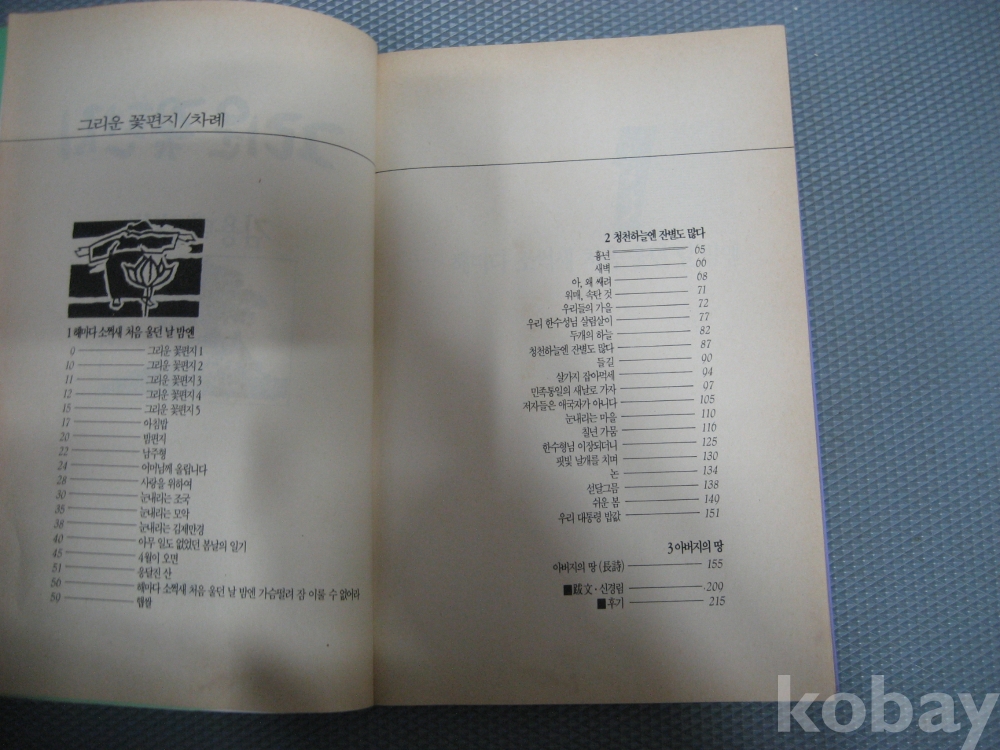 그리운 꽃편지/차례
1 해마다 소쩍새 처음 울던 날 밤엔
9 그리운 꽃편지 1
10 그리운 꽃편지 2
11 그리운 꽃편지 3
12 그리운 꽃편지 4
15 그리운 꽃편지 5
17 아침밥
20 밤편지
22 남주형
24 어머님께 올립니다
28 사랑을 위하여
30 눈내리는 조국
35 눈내리는 모악
38 눈내리는 김제만경
40 아무 일도 없었던 봄날의 일기
45 4월이 오면
51 응달진 산
56 해마다 소쩍새 처음 울던 날 밤엔 가슴떨려 잠 이룰 수 없어라
59 햅쌀
2 청천하늘엔 잔별도 많다
흉년 65
새벽 66
아, 왜 쌔려 68
위매, 속탄 것 71
우리들의 가을 72
우리 한수성님 살림살이 77
두개의 하늘 82
청천하늘엔 잔별도 많다 87
들길 90
살가지 잡아먹세 94
민족통일의 새날로 가자 97
저자들은 애국자가 아니다 105
눈내리는 마을 110
칠년 가뭄 116
한수형님 이장되더니 125
핏빛 날개를 치며 130
논 134
섣달그믐 138
쉬운 봄 149
우리 대통령 밥값 151
3 아버지의 땅
아버지의 땅 (長詩) 155
■跋文·신경림 209
■후기 215
kobay